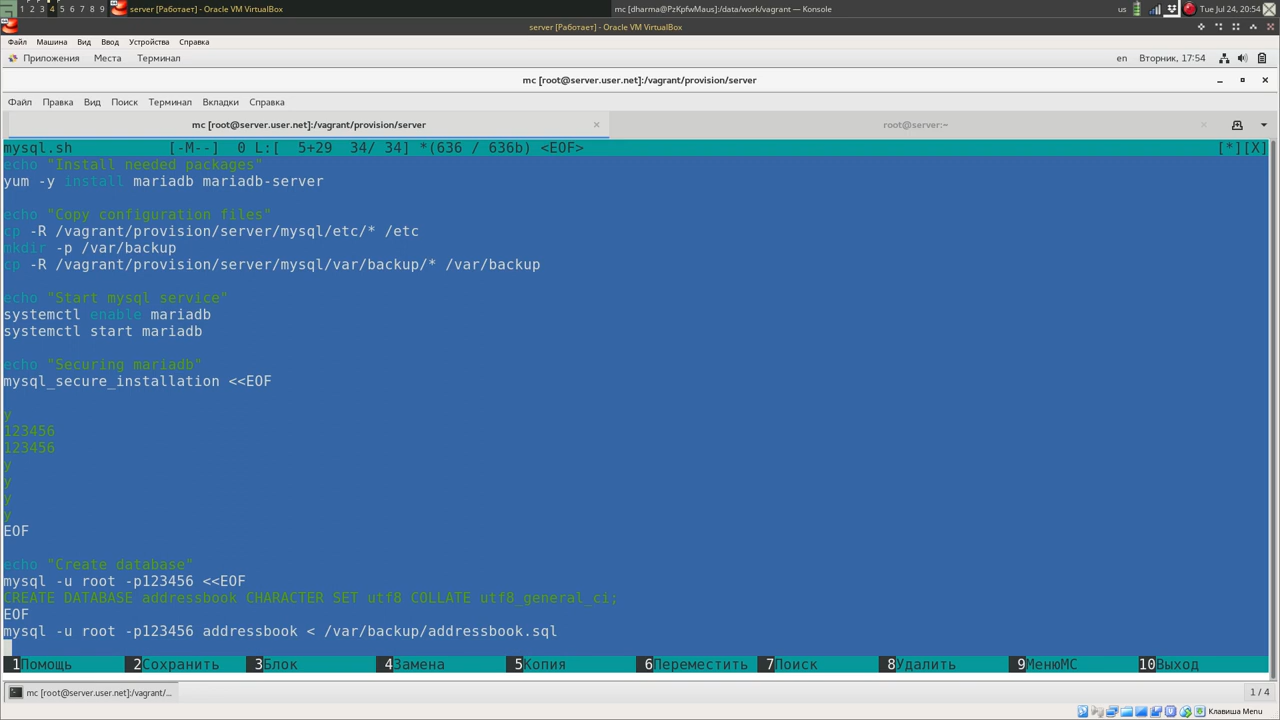 1 2 3 4 5 6 7 8 9 server [Работает] - Oracle VM VirtualBox mc [dharma@PzKpfwMaus]:/data/work/vagrant — Konsole us Tue Jul 24, 20:54
server [Работает] - Oracle VM VirtualBox
Файл Машина Вид Ввод Устройства Справка
Приложения Места Терминал en Вторник, 17:54
mc [root@server.user.net]:/vagrant/provision/server
Файл Правка Вид Поиск Терминал Вкладки Справка
mc [root@server.user.net]:/vagrant/provision/server × root@server:~ ×
mysql.sh [-M--] 0 L:[ 5+29 34/ 34] *(636 / 636b) <EOF> [*][X]
echo "Install needed packages"
yum -y install mariadb mariadb-server
echo "Copy configuration files"
cp -R /vagrant/provision/server/mysql/etc/* /etc
mkdir -p /var/backup
cp -R /vagrant/provision/server/mysql/var/backup/* /var/backup
echo "Start mysql service"
systemctl enable mariadb
systemctl start mariadb
echo "Securing mariadb"
mysql_secure_installation <<EOF
y
123456
123456
y
y
y
y
EOF
echo "Create database"
mysql -u root -p123456 <<EOF
CREATE DATABASE addressbook CHARACTER SET utf8 COLLATE utf8_general_ci;
EOF
mysql -u root -p123456 addressbook < /var/backup/addressbook.sql
1Помощь 2Сохранить 3Блок 4Замена 5Копия 6Переместить 7Поиск 8Удалить 9МенюМС 10Выход
mc [root@server.user.net]:/vagrant/... 1 / 4
Клавиша Menu